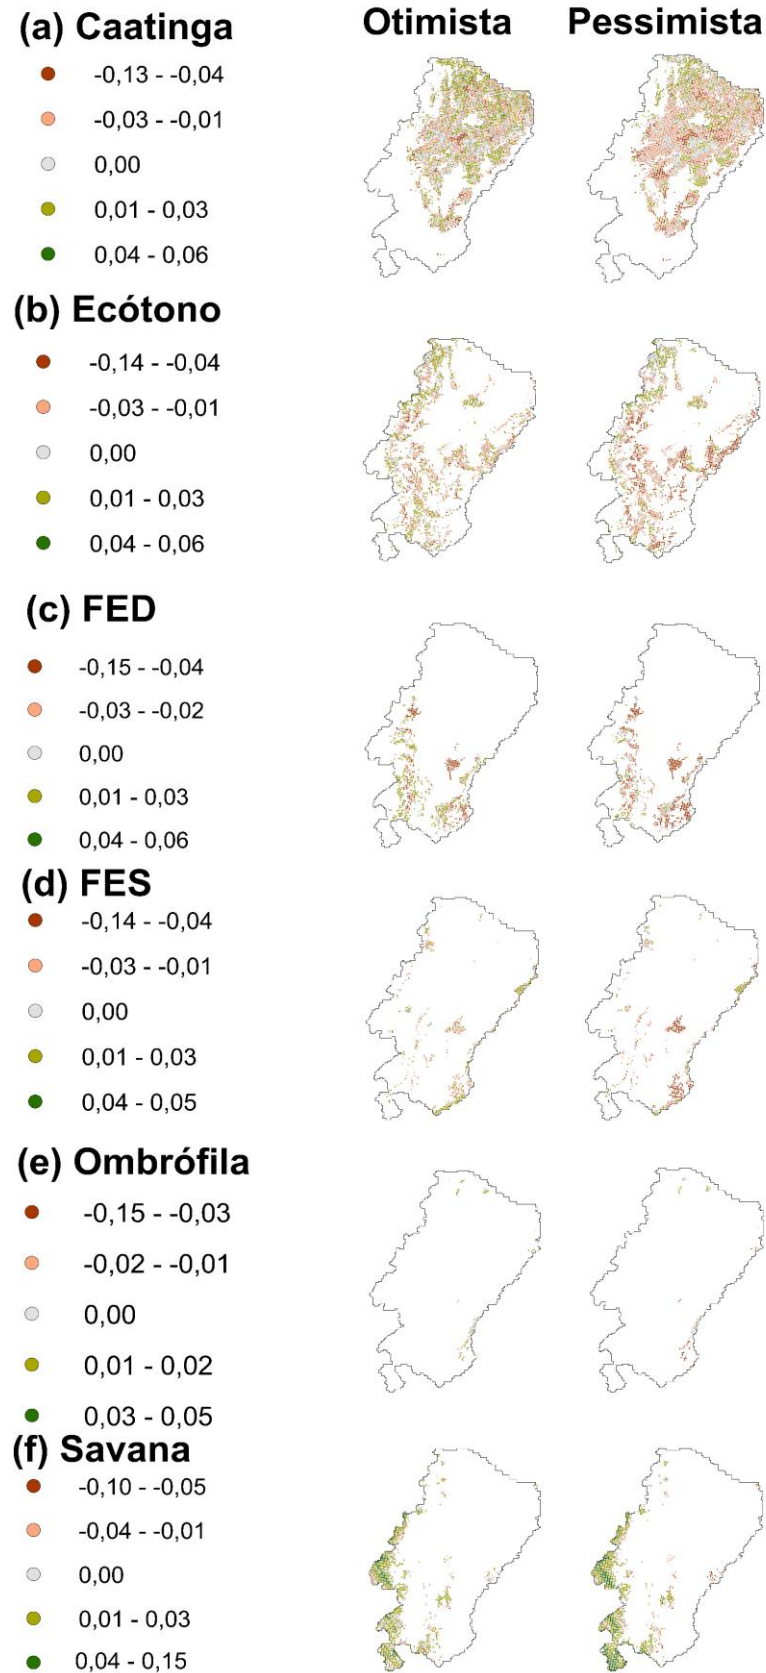 (a) Caatinga Otimista Pessimista
-0,13 - -0,04
-0,03 - -0,01
0,00
0,01 - 0,03
0,04 - 0,06
(b) Ecótono
-0,14 - -0,04
-0,03 - -0,01
0,00
0,01 - 0,03
0,04 - 0,06
(c) FED
-0,15 - -0,04
-0,03 - -0,02
0,00
0,01 - 0,03
0,04 - 0,06
(d) FES
-0,14 - -0,04
-0,03 - -0,01
0,00
0,01 - 0,03
0,04 - 0,05
(e) Ombrófila
-0,15 - -0,03
-0,02 - -0,01
0,00
0,01 - 0,02
0,03 - 0,05
(f) Savana
-0,10 - -0,05
-0,04 - -0,01
0,00
0,01 - 0,03
0,04 - 0,15